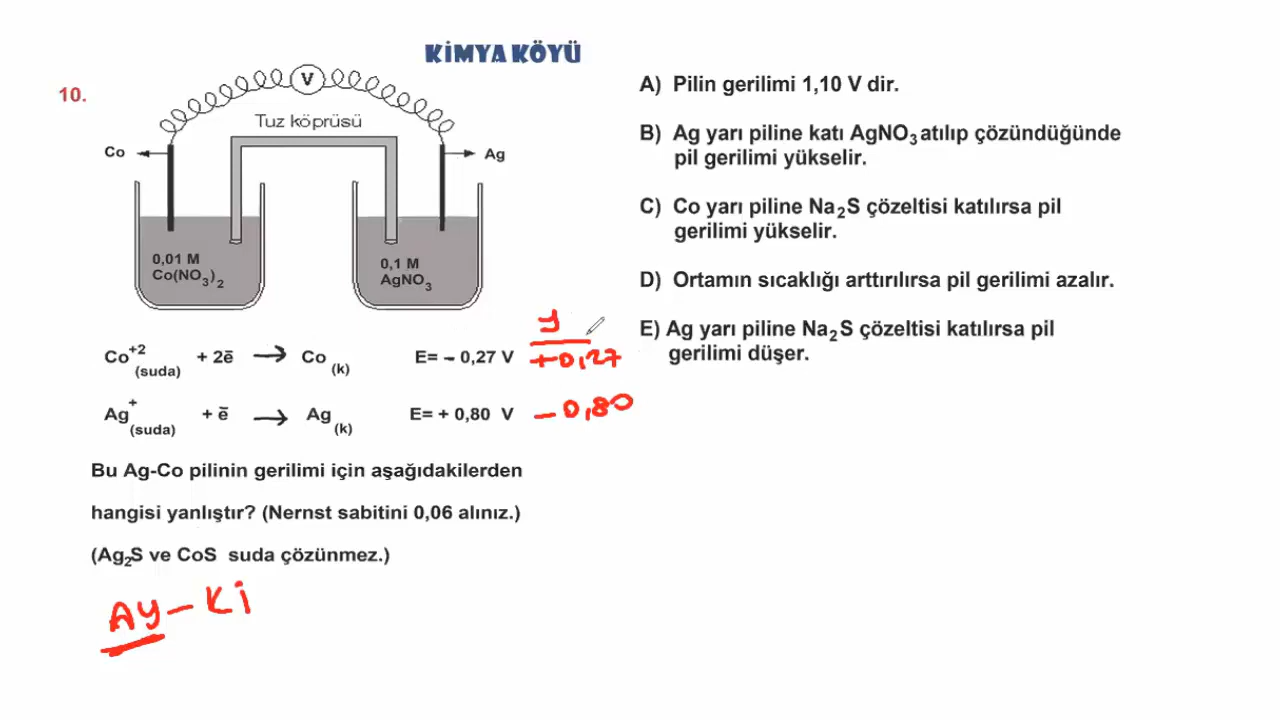 KİMYA KÖYÜ
10.
V
Tuz köprüsü
Co
Ag
0,01 M
Co(NO3)2
0,1 M
AgNO3
Co+2(suda) + 2ē → Co(k) E= - 0,27 V
y
+0,27
Ag+(suda) + ē → Ag(k) E= + 0,80 V
-0,80
Bu Ag-Co pilinin gerilimi için aşağıdakilerden
hangisi yanlıştır? (Nernst sabitini 0,06 alınız.)
(Ag2S ve CoS suda çözünmez.)
AY-Kİ
A) Pilin gerilimi 1,10 V dir.
B) Ag yarı piline katı AgNO3 atılıp çözündüğünde
pil gerilimi yükselir.
C) Co yarı piline Na2S çözeltisi katılırsa pil
gerilimi yükselir.
D) Ortamın sıcaklığı arttırılırsa pil gerilimi azalır.
E) Ag yarı piline Na2S çözeltisi katılırsa pil
gerilimi düşer.